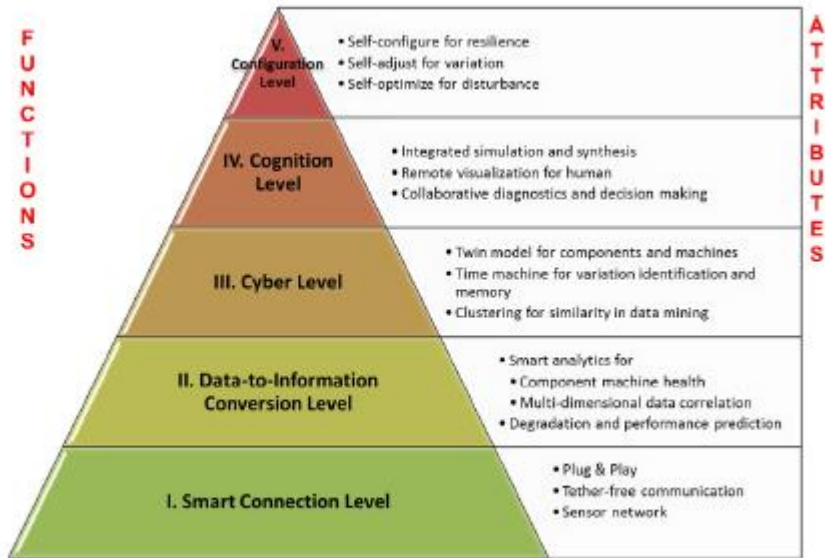 FUNCTIONS
ATTRIBUTES
V.
Configuration
Level
• Self-configure for resilience
• Self-adjust for variation
• Self-optimize for disturbance
IV. Cognition
Level
• Integrated simulation and synthesis
• Remote visualization for human
• Collaborative diagnostics and decision making
III. Cyber Level
• Twin model for components and machines
• Time machine for variation identification and
memory
• Clustering for similarity in data mining
II. Data-to-Information
Conversion Level
• Smart analytics for
• Component machine health
• Multi-dimensional data correlation
• Degradation and performance prediction
I. Smart Connection Level
• Plug & Play
• Tether-free communication
• Sensor network